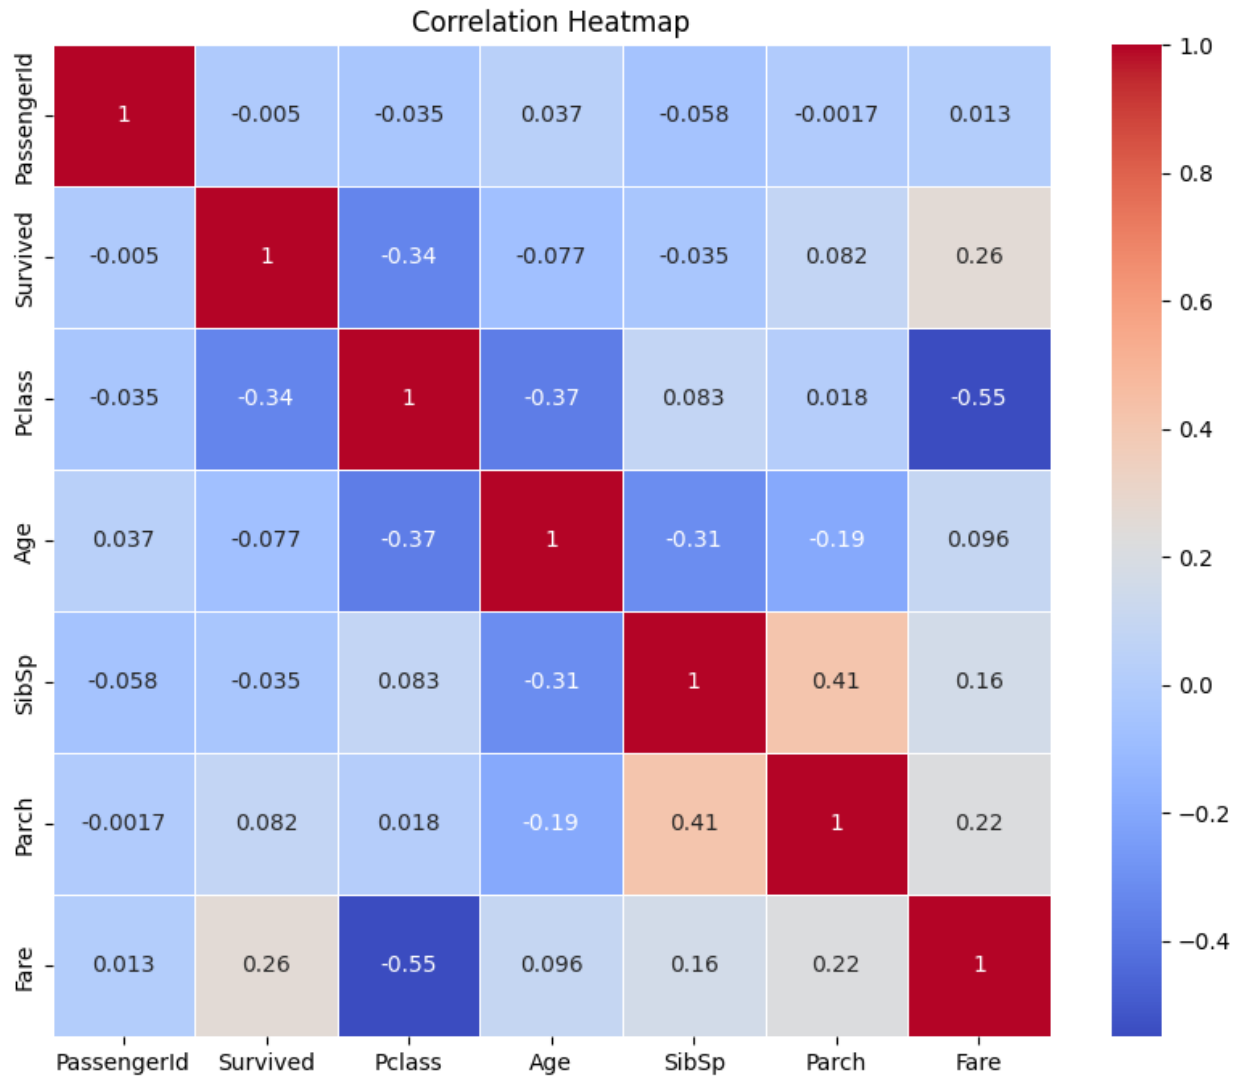 Correlation Heatmap
PassengerId 1 -0.005 -0.035 0.037 -0.058 -0.0017 0.013
Survived -0.005 1 -0.34 -0.077 -0.035 0.082 0.26
Pclass -0.035 -0.34 1 -0.37 0.083 0.018 -0.55
Age 0.037 -0.077 -0.37 1 -0.31 -0.19 0.096
SibSp -0.058 -0.035 0.083 -0.31 1 0.41 0.16
Parch -0.0017 0.082 0.018 -0.19 0.41 1 0.22
Fare 0.013 0.26 -0.55 0.096 0.16 0.22 1
PassengerId Survived Pclass Age SibSp Parch Fare
1.0
0.8
0.6
0.4
0.2
0.0
−0.2
−0.4